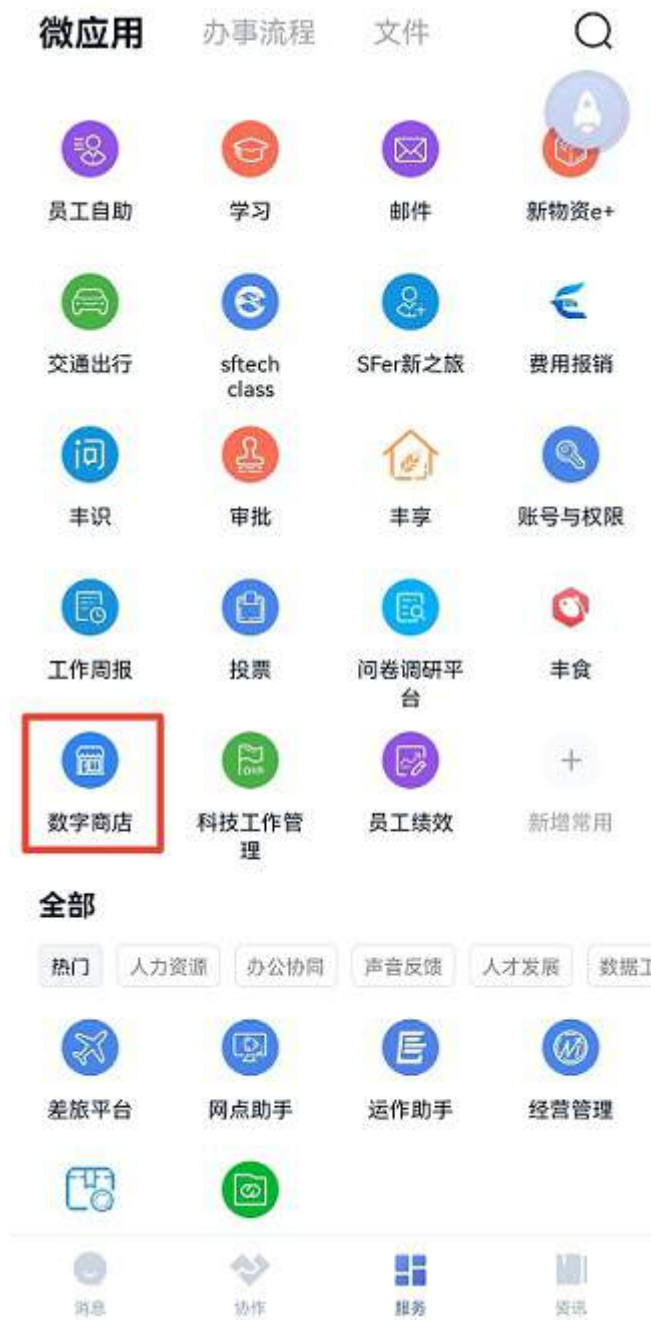 微应用 办事流程 文件
员工自助 学习 邮件 新物资e+
交通出行 sftech SFer新之旅 费用报销
class
问
丰识 审批 丰享 账号与权限
工作周报 投票 问卷调研平 丰食
台
数字商店 科技工作管 员工绩效 新增常用
理
全部
热门 人力资源 办公协同 声音反馈 人才发展 数据工
差旅平台 网点助手 运作助手 经营管理
消息 协作 服务 资讯